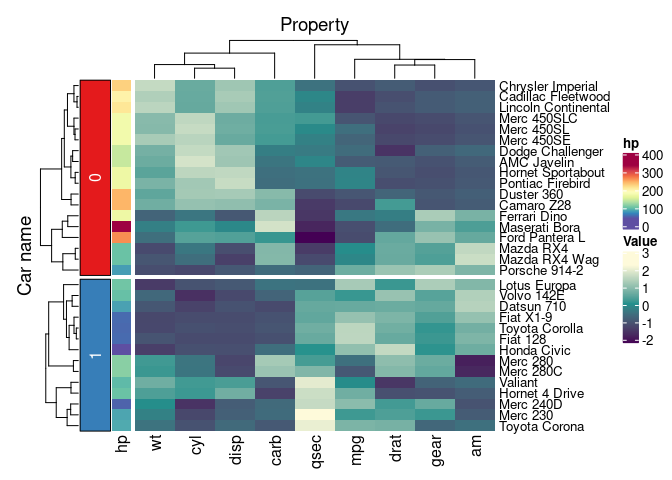 Property
Car name
0
1
Chrysler Imperial
Cadillac Fleetwood
Lincoln Continental
Merc 450SLC
Merc 450SL
Merc 450SE
Dodge Challenger
AMC Javelin
Hornet Sportabout
Pontiac Firebird
Duster 360
Camaro Z28
Ferrari Dino
Maserati Bora
Ford Pantera L
Mazda RX4
Mazda RX4 Wag
Porsche 914-2
Lotus Europa
Volvo 142E
Datsun 710
Fiat X1-9
Toyota Corolla
Fiat 128
Honda Civic
Merc 280
Merc 280C
Valiant
Hornet 4 Drive
Merc 240D
Merc 230
Toyota Corona
hp wt cyl disp carb qsec mpg drat gear am
hp
400
300
200
100
0
Value
3
2
1
0
-1
-2